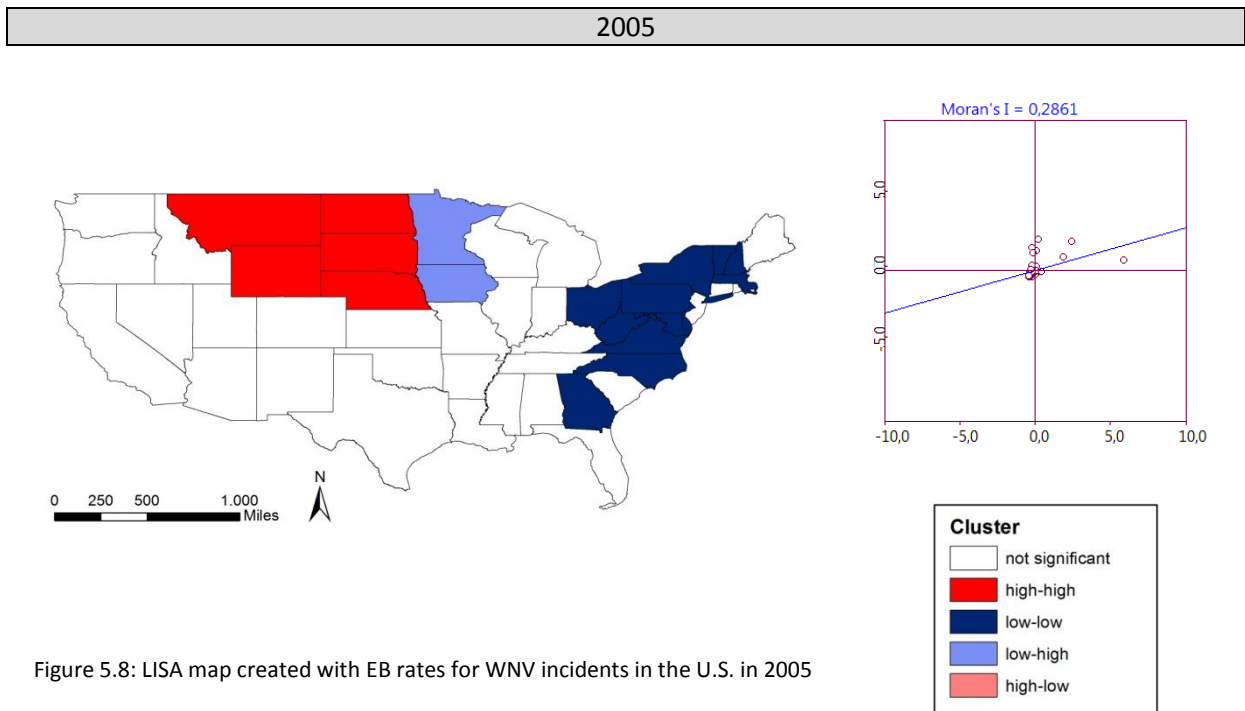 2005
Moran's I = 0,2861
5,0
0,0
-5,0
-10,0 -5,0 0,0 5,0 10,0
N
0 250 500 1.000
Miles
Cluster
not significant
high-high
low-low
low-high
high-low
Figure 5.8: LISA map created with EB rates for WNV incidents in the U.S. in 2005